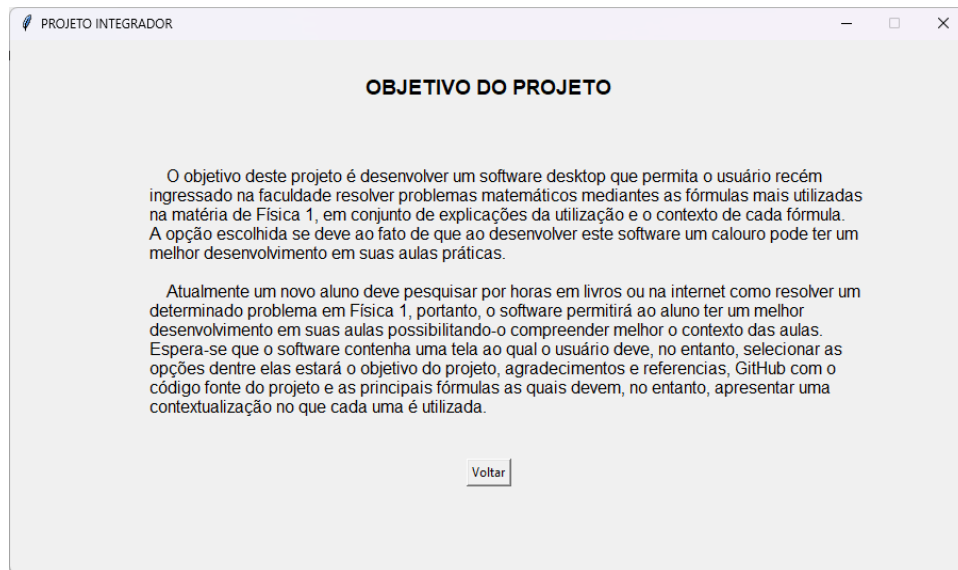 PROJETO INTEGRADOR
OBJETIVO DO PROJETO
O objetivo deste projeto é desenvolver um software desktop que permita o usuário recém
ingressado na faculdade resolver problemas matemáticos mediantes as fórmulas mais utilizadas
na matéria de Física 1, em conjunto de explicações da utilização e o contexto de cada fórmula.
A opção escolhida se deve ao fato de que ao desenvolver este software um calouro pode ter um
melhor desenvolvimento em suas aulas práticas.
Atualmente um novo aluno deve pesquisar por horas em livros ou na internet como resolver um
determinado problema em Física 1, portanto, o software permitirá ao aluno ter um melhor
desenvolvimento em suas aulas possibilitando-o compreender melhor o contexto das aulas.
Espera-se que o software contenha uma tela ao qual o usuário deve, no entanto, selecionar as
opções dentre elas estará o objetivo do projeto, agradecimentos e referencias, GitHub com o
código fonte do projeto e as principais fórmulas as quais devem, no entanto, apresentar uma
contextualização no que cada uma é utilizada.
Voltar